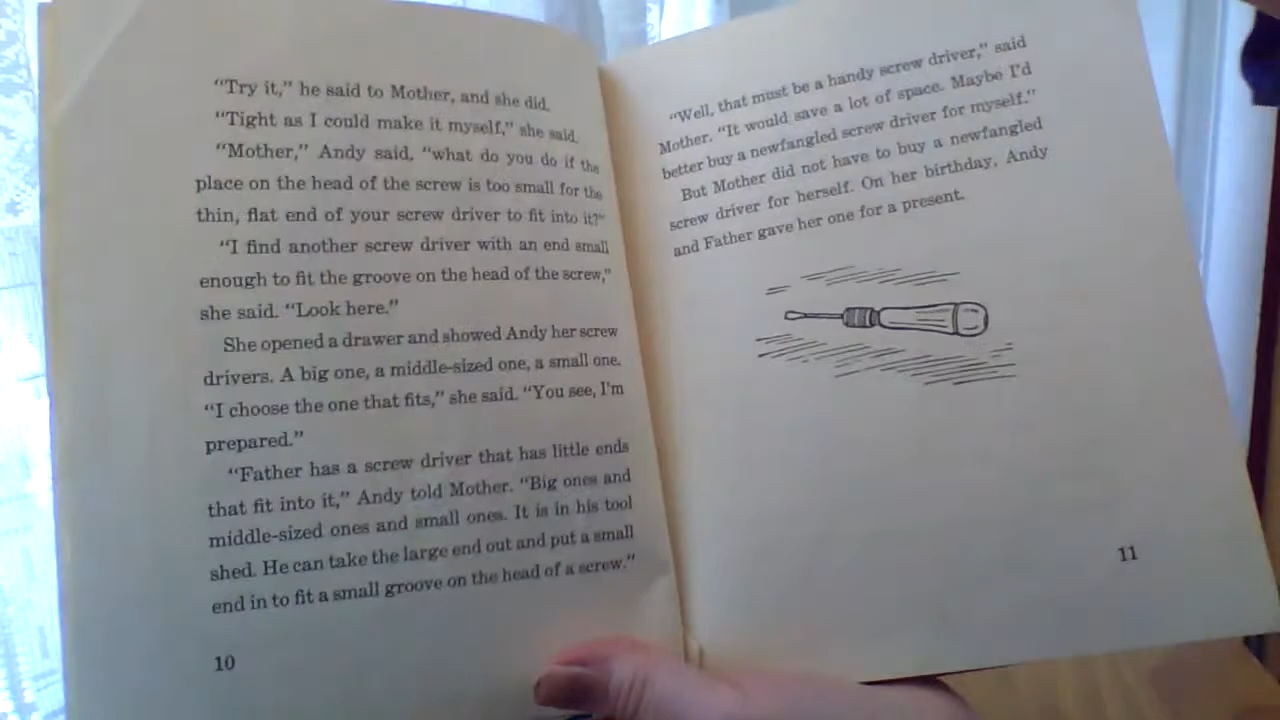 “Try it,” he said to Mother, and she did.
“Tight as I could make it myself,” she said.
“Mother,” Andy said, “what do you do if the
place on the head of the screw is too small for the
thin, flat end of your screw driver to fit into it?”
“I find another screw driver with an end small
enough to fit the groove on the head of the screw,”
she said. “Look here.”
She opened a drawer and showed Andy her screw
drivers. A big one, a middle-sized one, a small one.
“I choose the one that fits,” she said. “You see, I’m
prepared.”
“Father has a screw driver that has little ends
that fit into it,” Andy told Mother. “Big ones and
middle-sized ones and small ones. It is in his tool
shed. He can take the large end out and put a small
end in to fit a small groove on the head of a screw.”
10
“Well, that must be a handy screw driver,” said
Mother. “It would save a lot of space. Maybe I’d
better buy a newfangled screw driver for myself.”
But Mother did not have to buy a newfangled
screw driver for herself. On her birthday, Andy
and Father gave her one for a present.
11